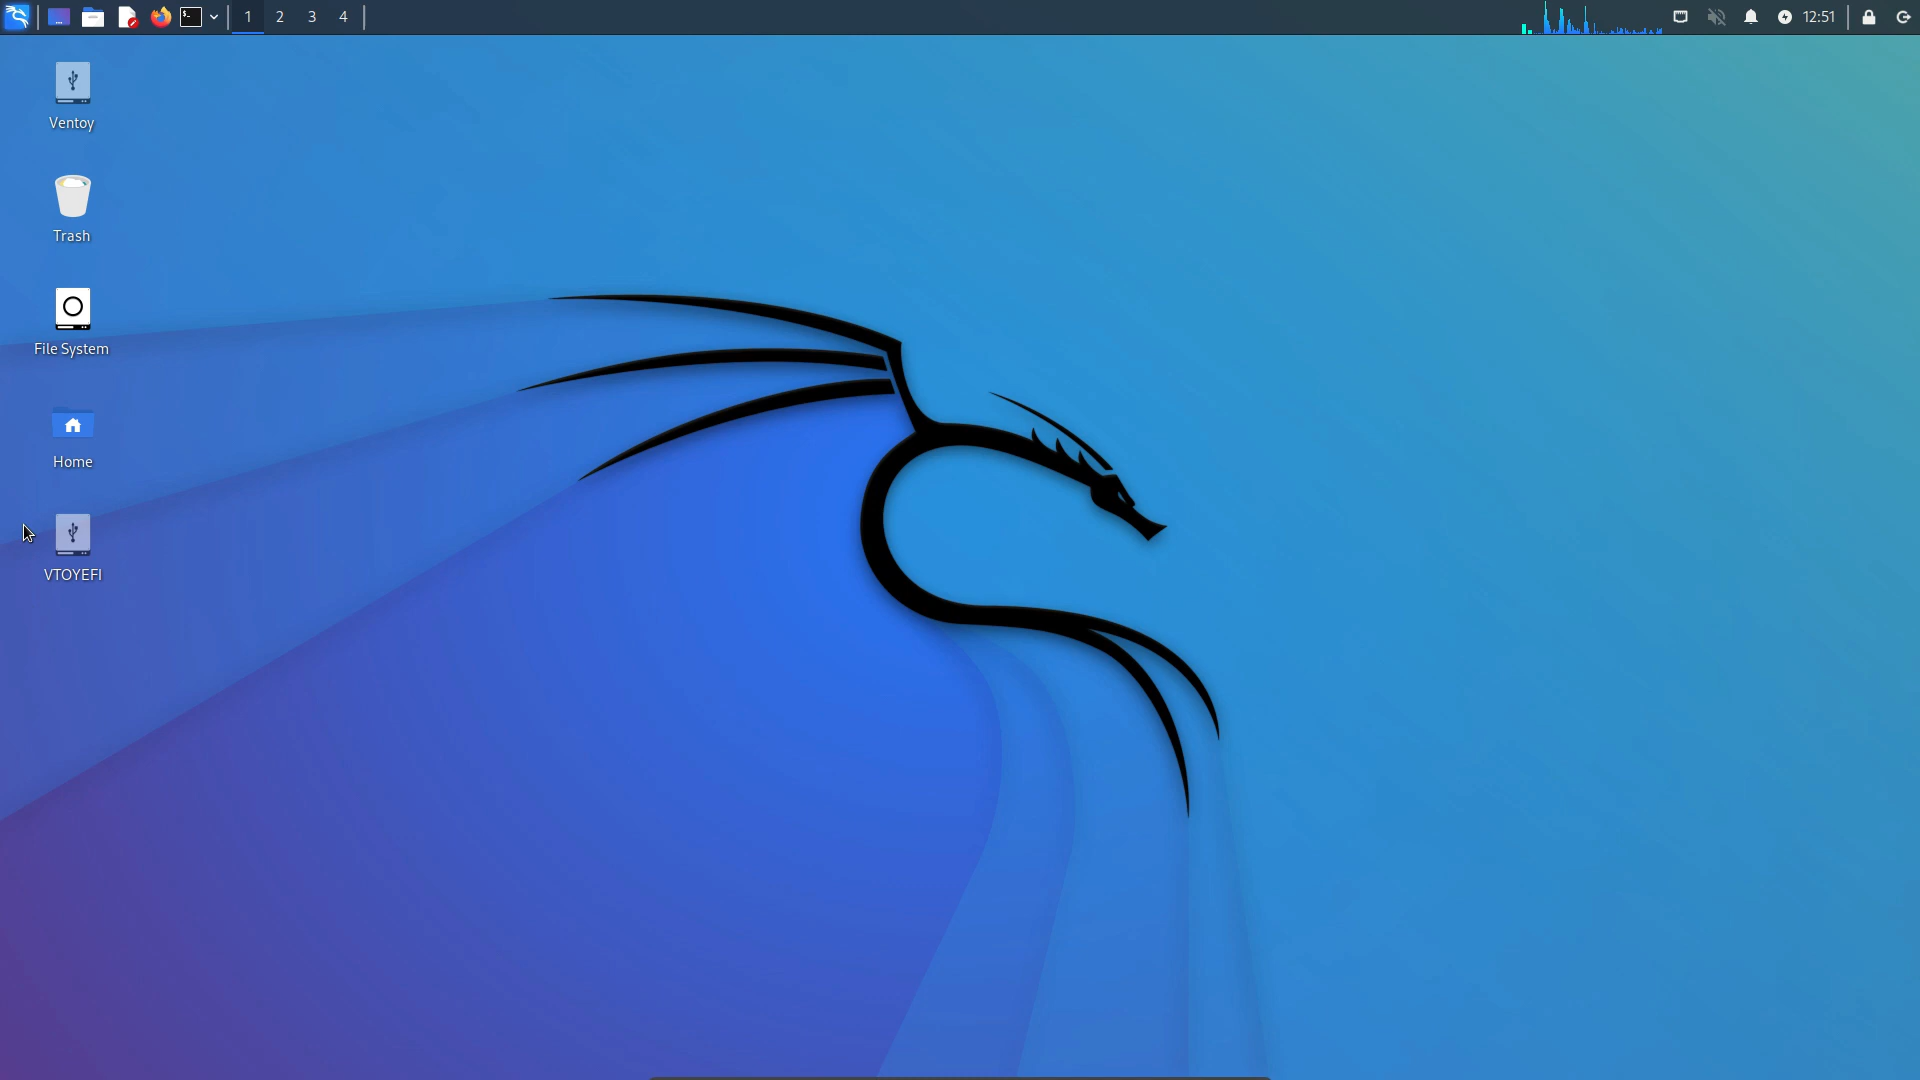 1 2 3 4
12:51
Ventoy
Trash
File System
Home
VTOYEFI